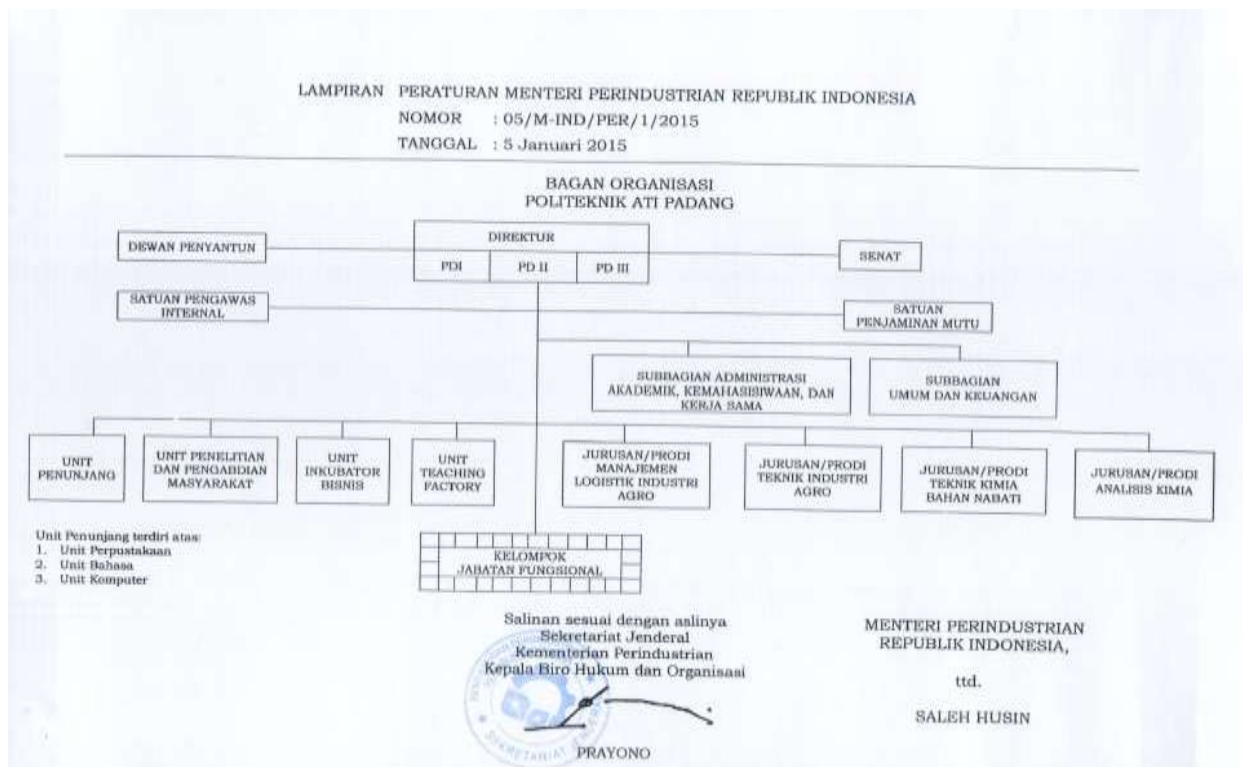 LAMPIRAN PERATURAN MENTERI PERINDUSTRIAN REPUBLIK INDONESIA
NOMOR : 05/M-IND/PER/1/2015
TANGGAL : 5 Januari 2015
BAGAN ORGANISASI
POLITEKNIK ATI PADANG
DEWAN PENYANTUN
DIREKTUR
PDI
PD II
PD III
SENAT
SATUAN PENGAWAS
INTERNAL
SATUAN
PENJAMINAN MUTU
SUBBAGIAN ADMINISTRASI
AKADEMIK, KEMAHASISIWAAN, DAN
KERJA SAMA
SUBBAGIAN
UMUM DAN KEUANGAN
UNIT
PENUNJANG
UNIT PENELITIAN
DAN PENGABDIAN
MASYARAKAT
UNIT
INKUBATOR
BISNIS
UNIT
TEACHING
FACTORY
JURUSAN/PRODI
MANAJEMEN
LOGISTIK INDUSTRI
AGRO
JURUSAN/PRODI
TEKNIK INDUSTRI
AGRO
JURUSAN/PRODI
TEKNIK KIMIA
BAHAN NABATI
JURUSAN/PRODI
ANALISIS KIMIA
Unit Penunjang terdiri atas:
1. Unit Perpustakaan
2. Unit Bahasa
3. Unit Komputer
KELOMPOK
JABATAN FUNGSIONAL
Salinan sesuai dengan aslinya
Sekretariat Jenderal
Kementerian Perindustrian
Kepala Biro Hukum dan Organisasi
PRAYONO
MENTERI PERINDUSTRIAN
REPUBLIK INDONESIA,
ttd.
SALEH HUSIN